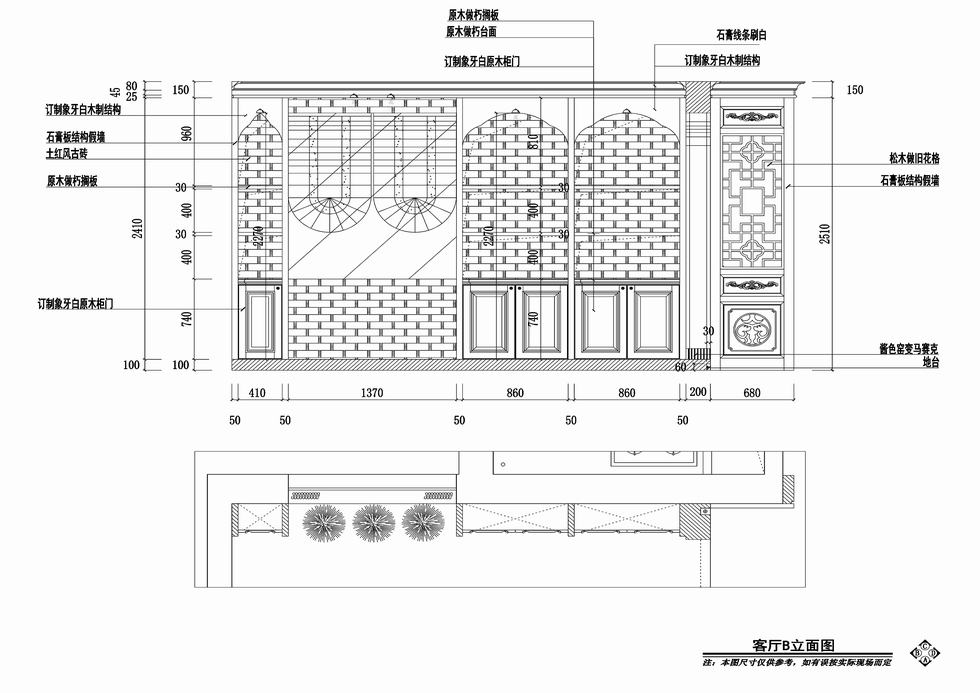 原木做朽搁板
原木做朽台面
订制象牙白原木柜门
石膏线条刷白
订制象牙白木制结构
45 80
25
150
150
订制象牙白木制结构
石膏板结构假墙
土红风古砖
原木做朽搁板
订制象牙白原木柜门
960
30
400
30
400
740
100
100
2410
2270
2270
810
30
400
30
400
740
松木做旧花格
石膏板结构假墙
2510
30
酱色窑变马赛克
地台
60
410
1370
860
860
200
680
50
50
50
50
50
客厅B立面图
注:本图尺寸仅供参考,如有误按实际现场而定
C
B D
A